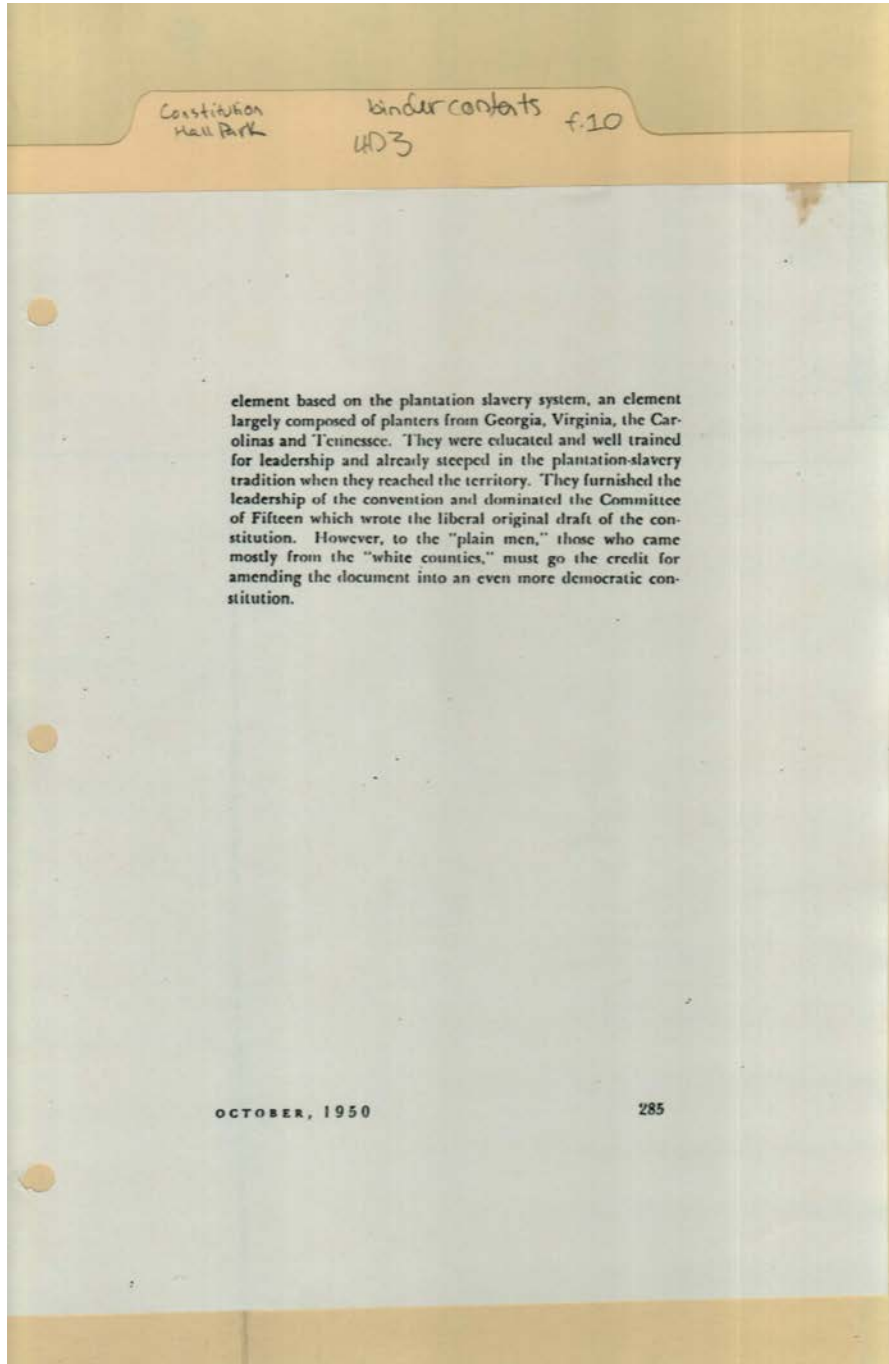 Constitution
Hall Park
binder contents
4D3
f.10
element based on the plantation slavery system, an element
largely composed of planters from Georgia, Virginia, the Car-
olinas and Tennessee. They were educated and well trained
for leadership and already steeped in the plantation-slavery
tradition when they reached the territory. They furnished the
leadership of the convention and dominated the Committee
of Fifteen which wrote the liberal original draft of the con-
stitution. However, to the "plain men," those who came
mostly from the "white counties," must go the credit for
amending the document into an even more democratic con-
stitution.
OCTOBER, 1950 285